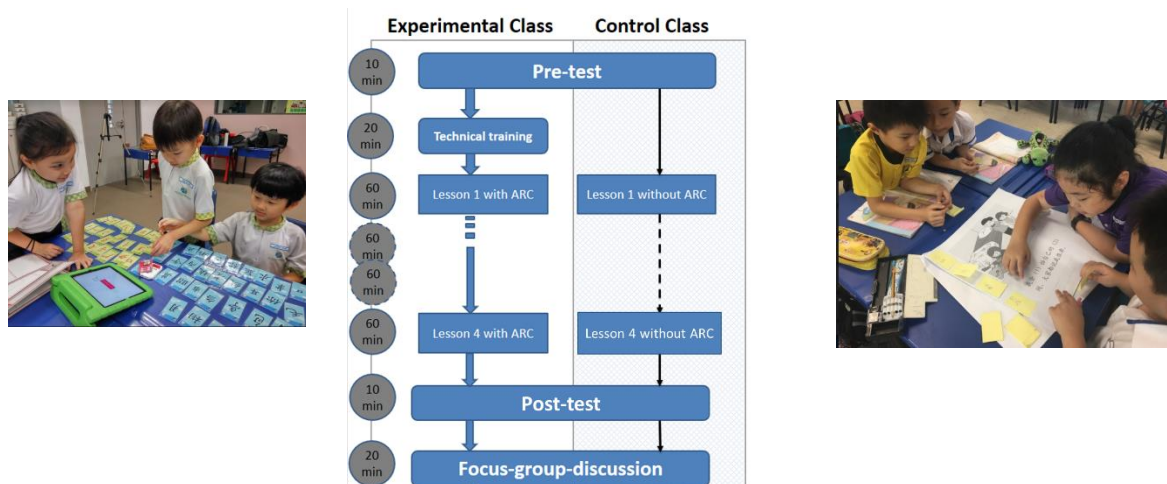 Experimental Class
Control Class
10
min
Pre-test
20
min
Technical training
60
min
Lesson 1 with ARC
Lesson 1 without ARC
60
min
60
min
60
min
Lesson 4 with ARC
Lesson 4 without ARC
10
min
Post-test
20
min
Focus-group-discussion